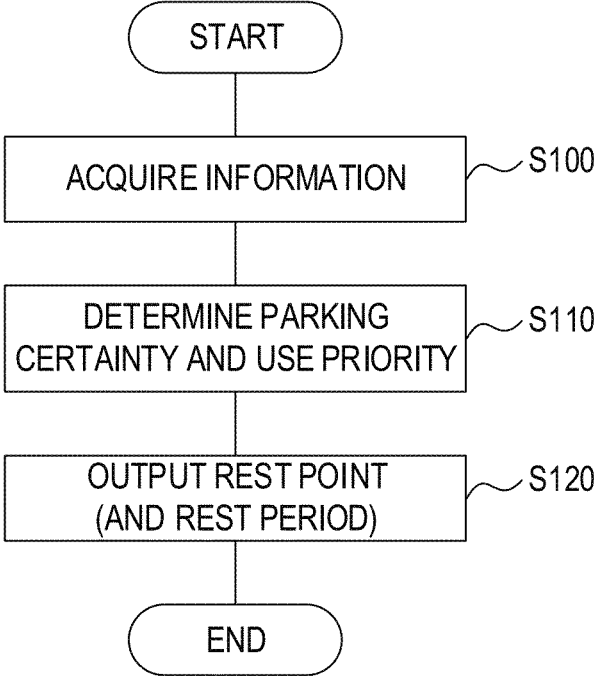 START
ACQUIRE INFORMATION
S100
DETERMINE PARKING
CERTAINTY AND USE PRIORITY
S110
OUTPUT REST POINT
(AND REST PERIOD)
S120
END